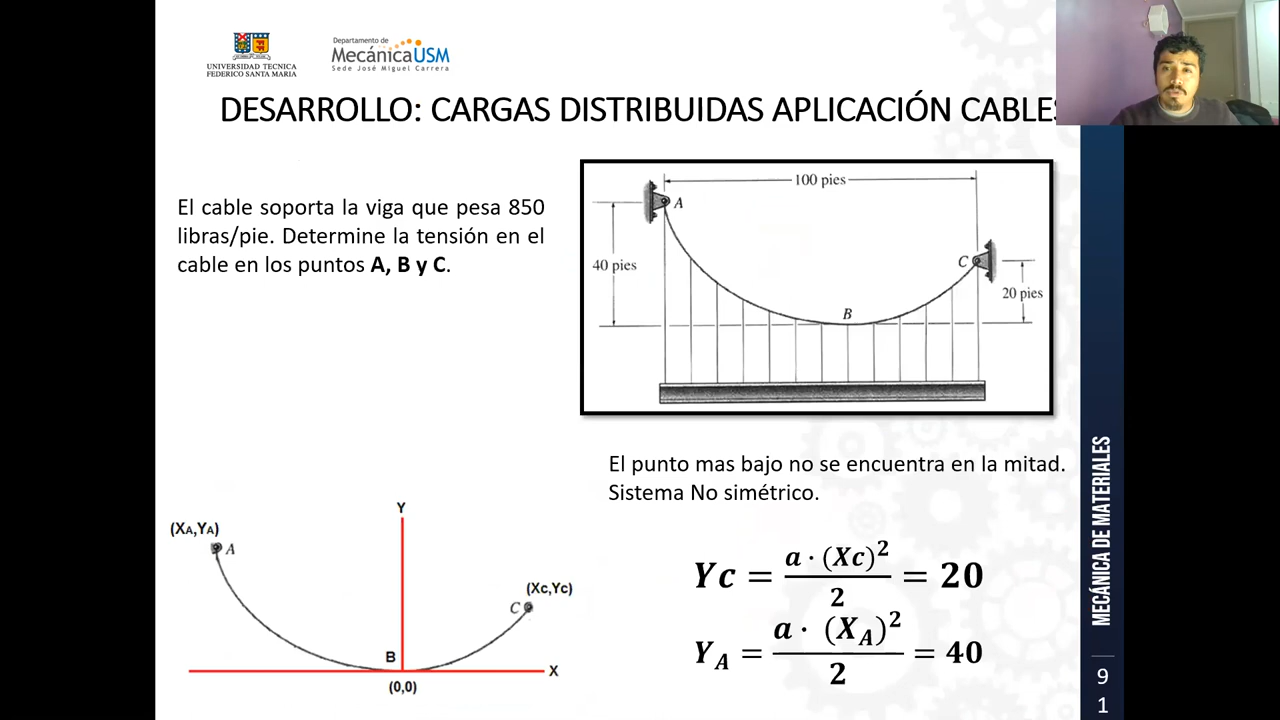 UNIVERSIDAD TECNICA
FEDERICO SANTA MARIA
Departamento de
MecánicaUSM
Sede José Miguel Carrera
DESARROLLO: CARGAS DISTRIBUIDAS APLICACIÓN CABLES
El cable soporta la viga que pesa 850
libras/pie. Determine la tensión en el
cable en los puntos A, B y C.
100 pies
A
40 pies
C
20 pies
B
El punto mas bajo no se encuentra en la mitad.
Sistema No simétrico.
Yc = a · (Xc)² / 2 = 20
Y_A = a · (X_A)² / 2 = 40
Y
(XA,YA)
A
(Xc,Yc)
C
B
X
(0,0)
MECÁNICA DE MATERIALES
9
1